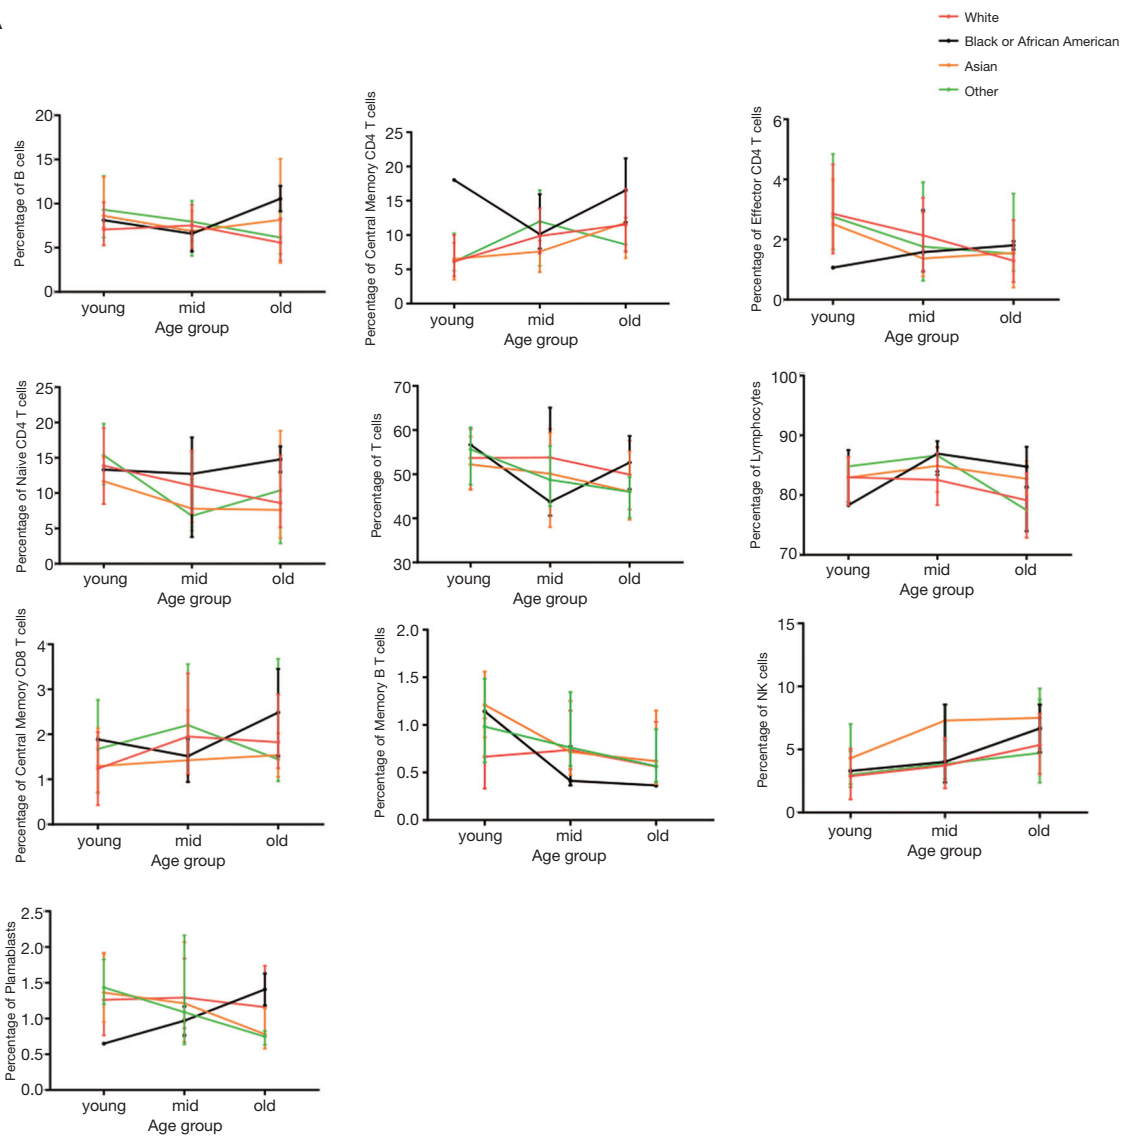 White
Black or African American
Asian
Other
Percentage of B cells
20
15
10
5
0
young mid old
Age group
Percentage of Central Memory CD4 T cells
25
20
15
10
5
0
young mid old
Age group
Percentage of Effector CD4 T cells
6
4
2
0
young mid old
Age group
Percentage of Naive CD4 T cells
25
20
15
10
5
0
young mid old
Age group
Percentage of T cells
70
60
50
40
30
young mid old
Age group
Percentage of Lymphocytes
100
90
80
70
young mid old
Age group
Percentage of Central Memory CD8 T cells
4
3
2
1
0
young mid old
Age group
Percentage of Memory B T cells
2.0
1.5
1.0
0.5
0.0
young mid old
Age group
Percentage of NK cells
15
10
5
0
young mid old
Age group
Percentage of Plamablasts
2.5
2.0
1.5
1.0
0.5
0.0
young mid old
Age group